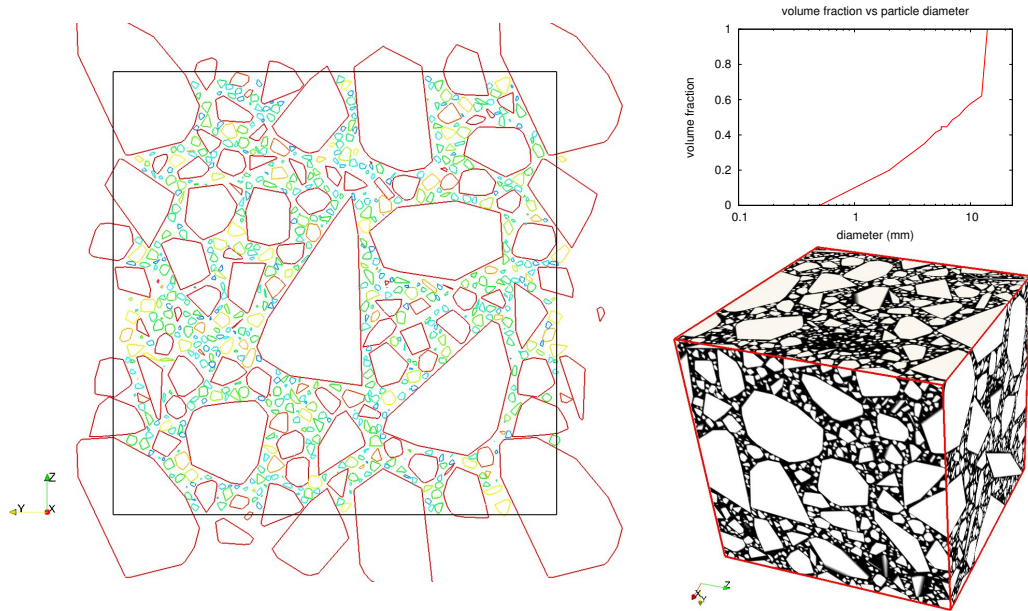 volume fraction vs particle diameter
1
0.8
0.6
0.4
0.2
0
volume fraction
0.1
1
10
diameter (mm)
Z
Y
X
Z
X
Y